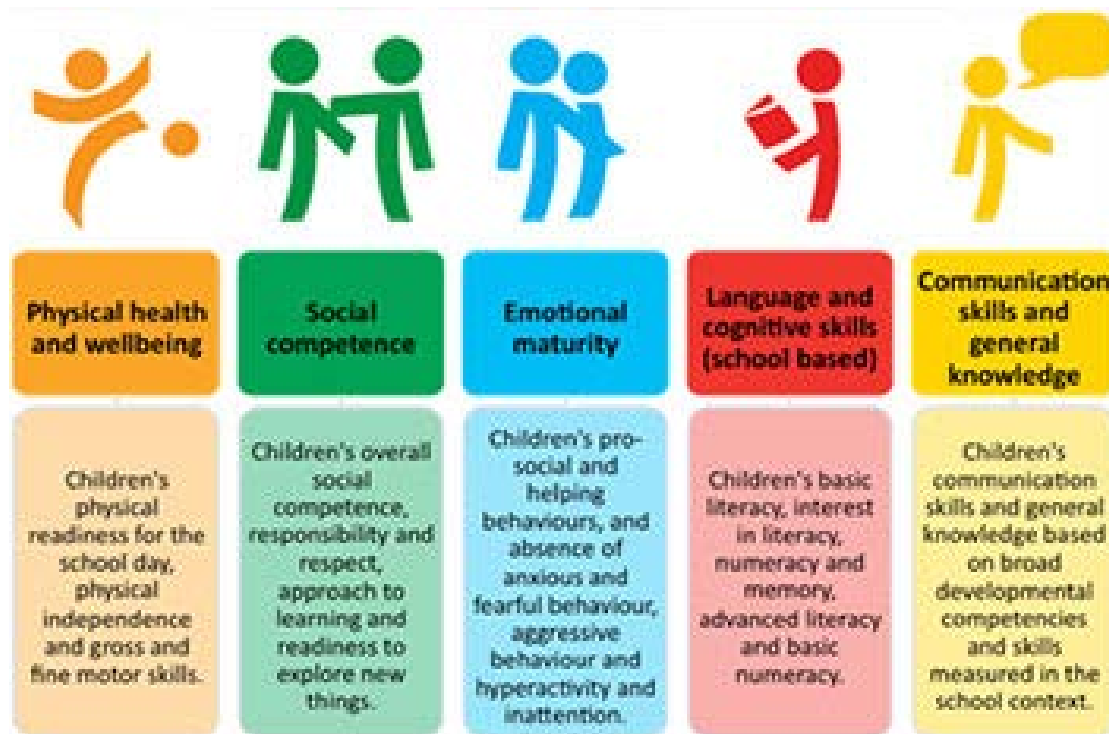 Physical health
and wellbeing
Social
competence
Emotional
maturity
Language and
cognitive skills
(school based)
Communication
skills and
general
knowledge
Children's
physical
readiness for the
school day,
physical
independence
and gross and
fine motor skills.
Children's overall
social
competence,
responsibility and
respect,
approach to
learning and
readiness to
explore new
things.
Children's pro-
social and
helping
behaviours, and
absence of
anxious and
fearful behaviour,
aggressive
behaviour and
hyperactivity and
inattention.
Children's basic
literacy, interest
in literacy,
numeracy and
memory,
advanced literacy
and basic
numeracy.
Children's
communication
skills and general
knowledge based
on broad
developmental
competencies
and skills
measured in the
school context.